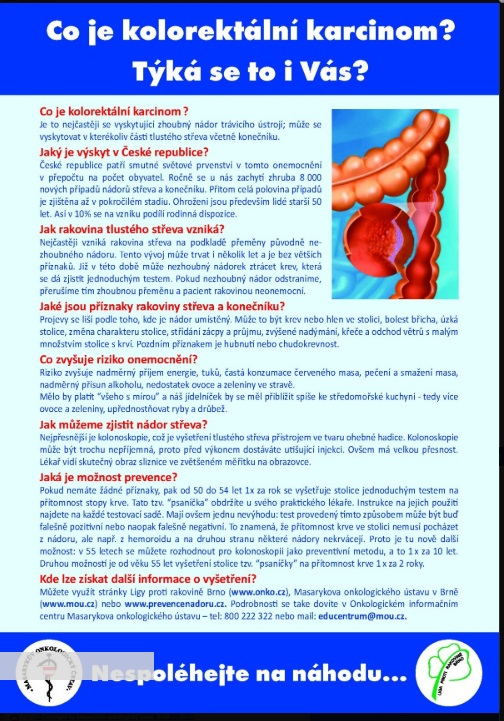 Co je kolorektální karcinom?
Týká se to i Vás?
Co je kolorektální karcinom?
Je to nejčastěji se vyskytující zhoubný nádor trávicího ústrojí; může se
vyskytovat v kterékoliv části tlustého střeva včetně konečníku.
Jaký je výskyt v České republice?
České republice patří smutné světové prvenství v tomto onemocnění
v přepočtu na počet obyvatel. Ročně se u nás zachytí zhruba 8 000
nových případů nádorů střeva a konečníku. Přitom celá polovina případů
je zjištěna až v pokročilém stadiu. Ohroženi jsou především lidé starší 50
let. Asi v 10% se na vzniku podílí rodinná dispozice.
Jak rakovina tlustého střeva vzniká?
Nejčastěji vzniká rakovina střeva na podkladě přeměny původně ne-
zhoubného nádoru. Tento vývoj může trvat i několik let a je bez větších
příznaků. Již v této době může nezhoubný nádorek ztrácet krev, která
se dá zjistit jednoduchým testem. Pokud nezhoubný nádor odstraníme,
přerušíme tím zhoubnou přeměnu a pacient rakovinou neonemocní.
Jaké jsou příznaky rakoviny střeva a konečníku?
Projevy se liší podle toho, kde je nádor umístěný. Může to být krev nebo hlen ve stolici, bolest břicha, úzká
stolice, změna charakteru stolice, střídání zácpy a průjmu, zvýšené nadýmání, křeče a odchod větrů s malým
množstvím stolice s krví. Pozdním příznakem je hubnutí nebo chudokrevnost.
Co zvyšuje riziko onemocnění?
Riziko zvyšuje nadměrný příjem energie, tuků, častá konzumace červeného masa, pečení a smažení masa,
nadměrný přísun alkoholu, nedostatek ovoce a zeleniny ve stravě.
Mělo by platit "všeho s mírou" a náš jídelníček by se měl přiblížit spíše ke středomořské kuchyni - tedy více
ovoce a zeleniny, upřednostňovat ryby a drůbež.
Jak můžeme zjistit nádor střeva?
Nejpřesnější je kolonoskopie, což je vyšetření tlustého střeva přístrojem ve tvaru ohebné hadice. Kolonoskopie
může být trochu nepříjemná, proto před výkonem dostáváte utišující injekci. Ovšem má velkou přesnost.
Lékař vidí skutečný obraz sliznice ve zvětšeném měřítku na obrazovce.
Jaká je možnost prevence?
Pokud nemáte žádné příznaky, pak od 50 do 54 let 1x za rok se vyšetřuje stolice jednoduchým testem na
přítomnost stopy krve. Tato tzv. "psaníčka" obdržíte u svého praktického lékaře. Instrukce na jejich použití
najdete na každé testovací sadě. Mají ovšem jednu nevýhodu: test provedený tímto způsobem může být buď
falešně pozitivní nebo naopak falešně negativní. To znamená, že přítomnost krve ve stolici nemusí pocházet
z nádoru, ale např. z hemoroidu a na druhou stranu některé nádory nekrvácejí. Proto je tu nově další
možnost: v 55 letech se můžete rozhodnout pro kolonoskopii jako preventivní metodu, a to 1 x za 10 let.
Druhou možností je od věku 55 let vyšetření stolice tzv. "psaníčky" na přítomnost krve 1 x za 2 roky.
Kde lze získat další informace o vyšetření?
Můžete využít stránky Ligy proti rakovině Brno (www.onko.cz), Masarykova onkologického ústavu v Brně
(www.mou.cz) nebo www.prevencenadoru.cz. Podrobnosti se take dovíte v Onkologickém informačním
centru Masarykova onkologického ústavu – tel: 800 222 322 nebo mail: educentrum@mou.cz.
MASARYKŮV ONKOLOGICKÝ ÚSTAV
Nespoléhejte na náhodu...
LIGA PROTI RAKOVINĚ BRNO